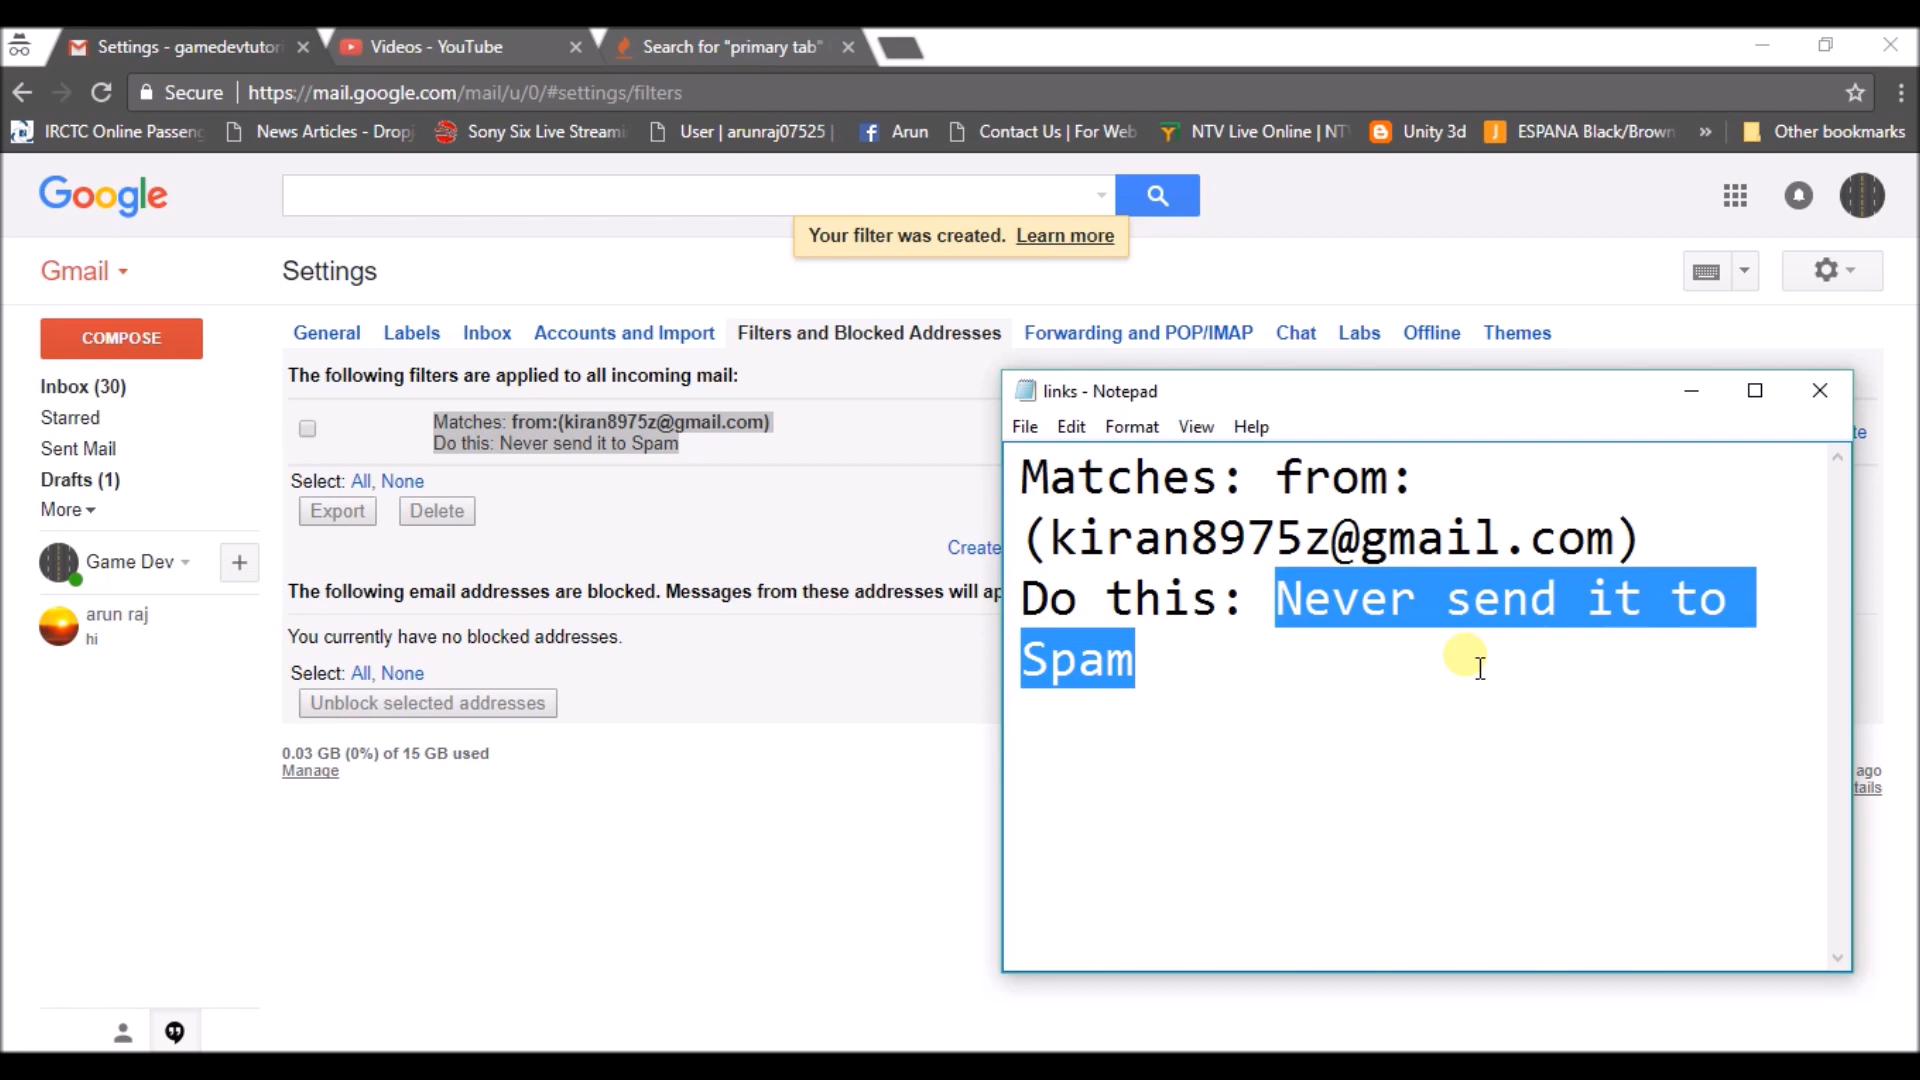 Settings - gamedevtutori
Videos - YouTube
Search for "primary tab"
Secure
https://mail.google.com/mail/u/0/#settings/filters
IRCTC Online Passeng
News Articles - Dropj
Sony Six Live Streami
User | arunraj07525 |
Arun
Contact Us | For Web
NTV Live Online | NT
Unity 3d
ESPANA Black/Brown
»
Other bookmarks
Google
Your filter was created. Learn more
Gmail
Settings
COMPOSE
General
Labels
Inbox
Accounts and Import
Filters and Blocked Addresses
Forwarding and POP/IMAP
Chat
Labs
Offline
Themes
Inbox (30)
Starred
Sent Mail
Drafts (1)
More
Game Dev
arun raj
hi
The following filters are applied to all incoming mail:
Matches: from:(kiran8975z@gmail.com)
Do this: Never send it to Spam
te
Select: All, None
Export
Delete
Create
The following email addresses are blocked. Messages from these addresses will ap
You currently have no blocked addresses.
Select: All, None
Unblock selected addresses
0.03 GB (0%) of 15 GB used
Manage
ago
tails
links - Notepad
File
Edit
Format
View
Help
Matches: from:
(kiran8975z@gmail.com)
Do this: Never send it to
Spam